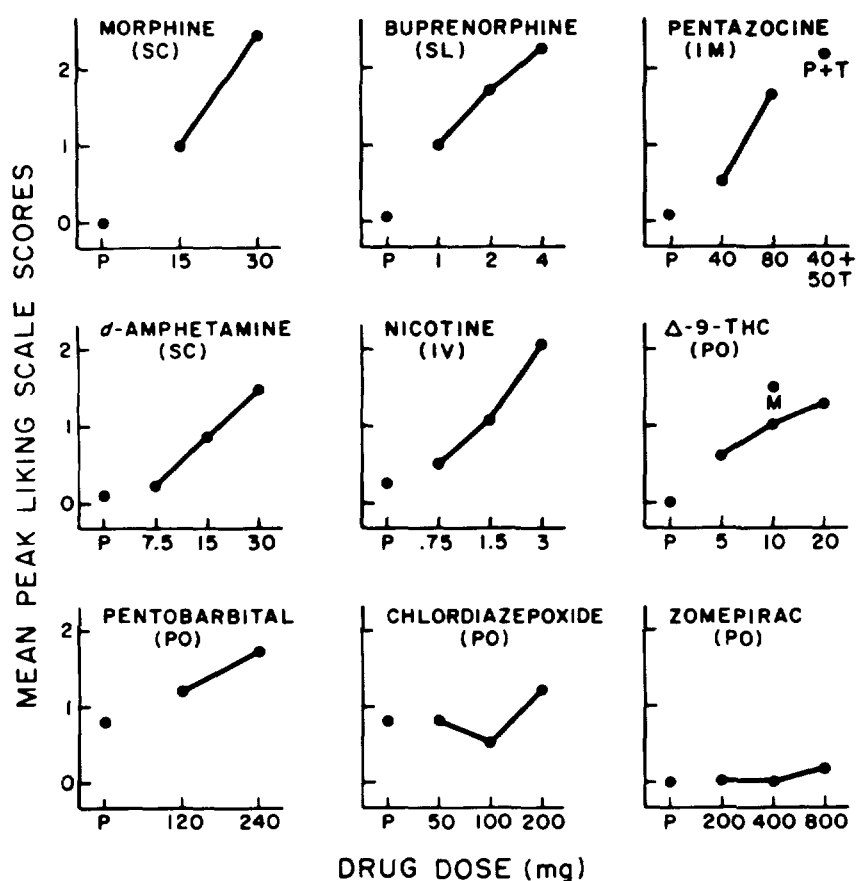 MEAN PEAK LIKING SCALE SCORES
MORPHINE
(SC)
2
1
0
P 15 30
BUPRENORPHINE
(SL)
P 1 2 4
PENTAZOCINE
(IM)
P+T
P 40 80 40+
50T
d-AMPHETAMINE
(SC)
2
1
0
P 7.5 15 30
NICOTINE
(IV)
P .75 1.5 3
Δ-9-THC
(PO)
M
P 5 10 20
PENTOBARBITAL
(PO)
2
1
0
P 120 240
CHLORDIAZEPOXIDE
(PO)
P 50 100 200
ZOMEPIRAC
(PO)
P 200 400 800
DRUG DOSE (mg)